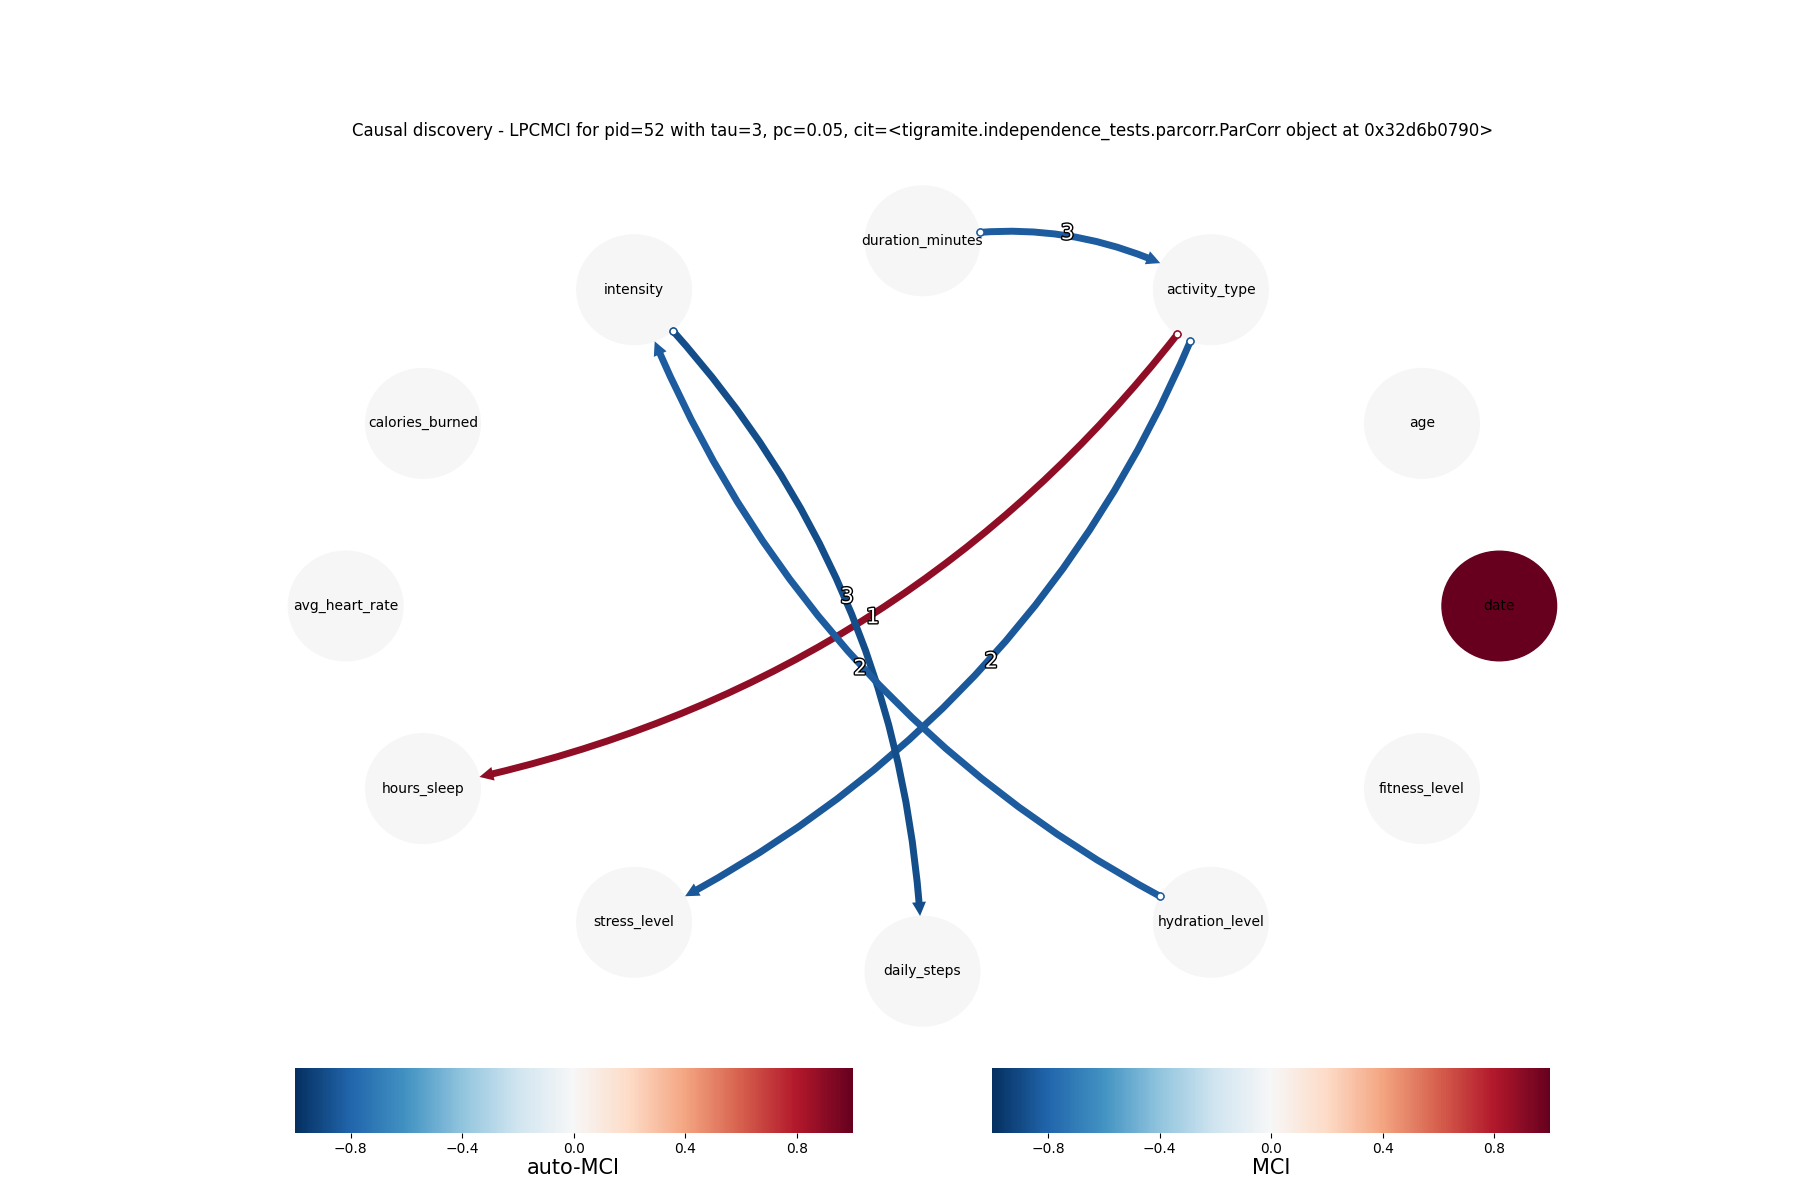 Causal discovery - LPCMCI for pid=52 with tau=3, pc=0.05, cit=<tigramite.independence_tests.parcorr.ParCorr object at 0x32d6b0790>
duration_minutes
3
intensity
activity_type
calories_burned
age
avg_heart_rate
date
3
1
2
2
hours_sleep
fitness_level
stress_level
hydration_level
daily_steps
−0.8 −0.4 0.0 0.4 0.8
auto-MCI
−0.8 −0.4 0.0 0.4 0.8
MCI